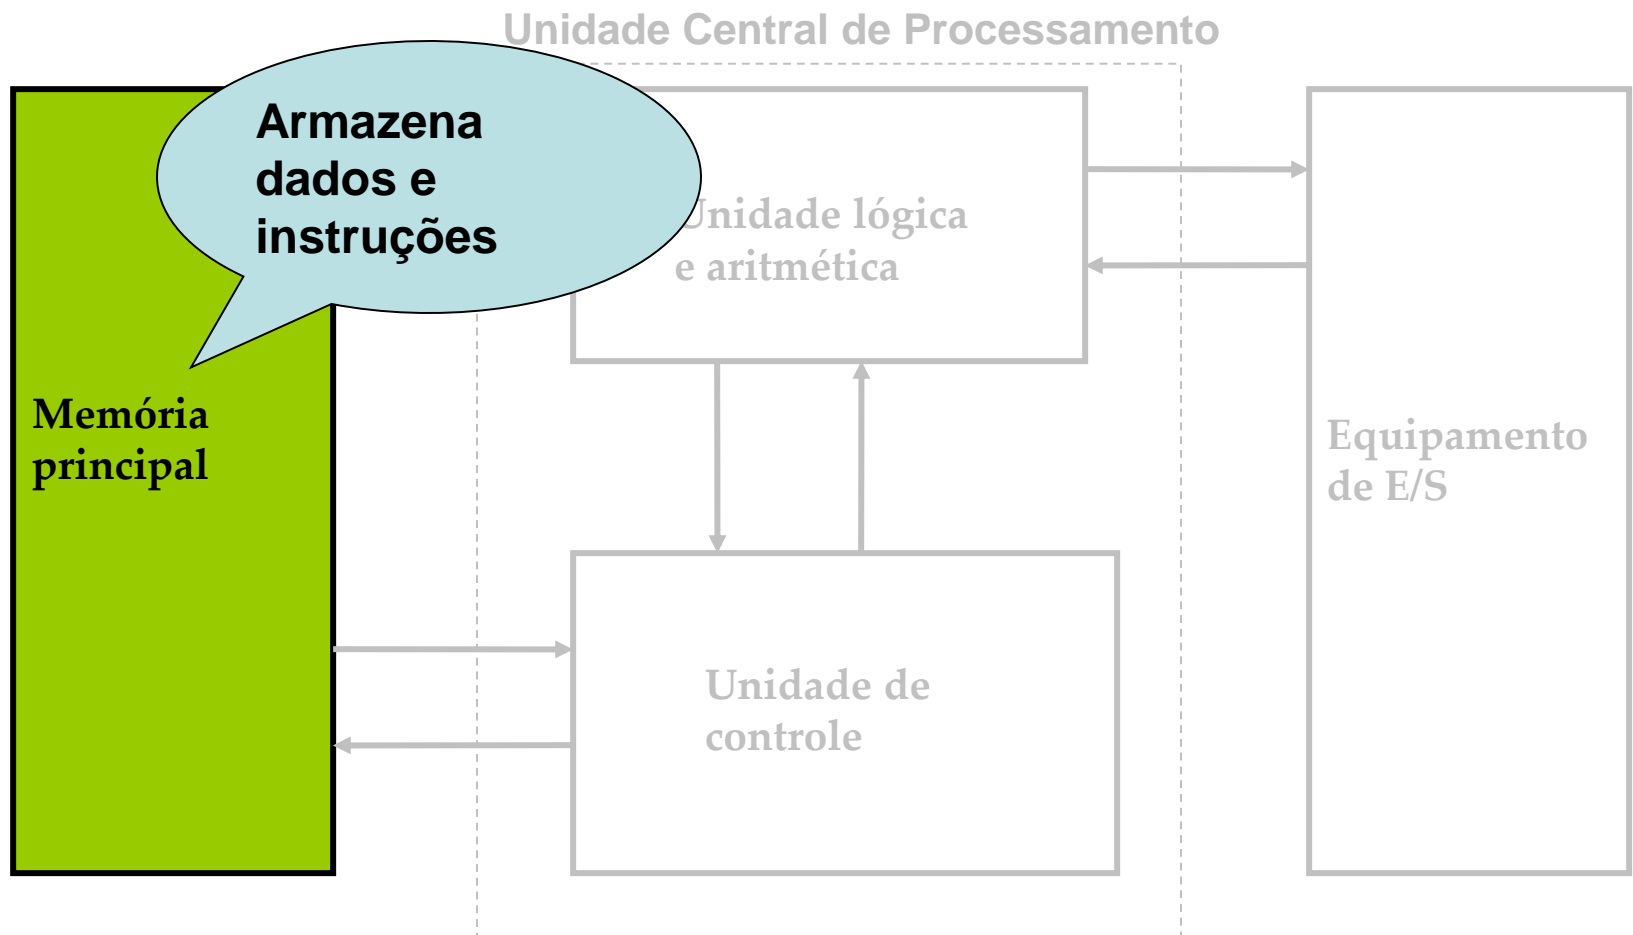 Unidade Central de Processamento
Armazena
dados e
instruções
Unidade lógica
e aritmética
Memória
principal
Equipamento
de E/S
Unidade de
controle